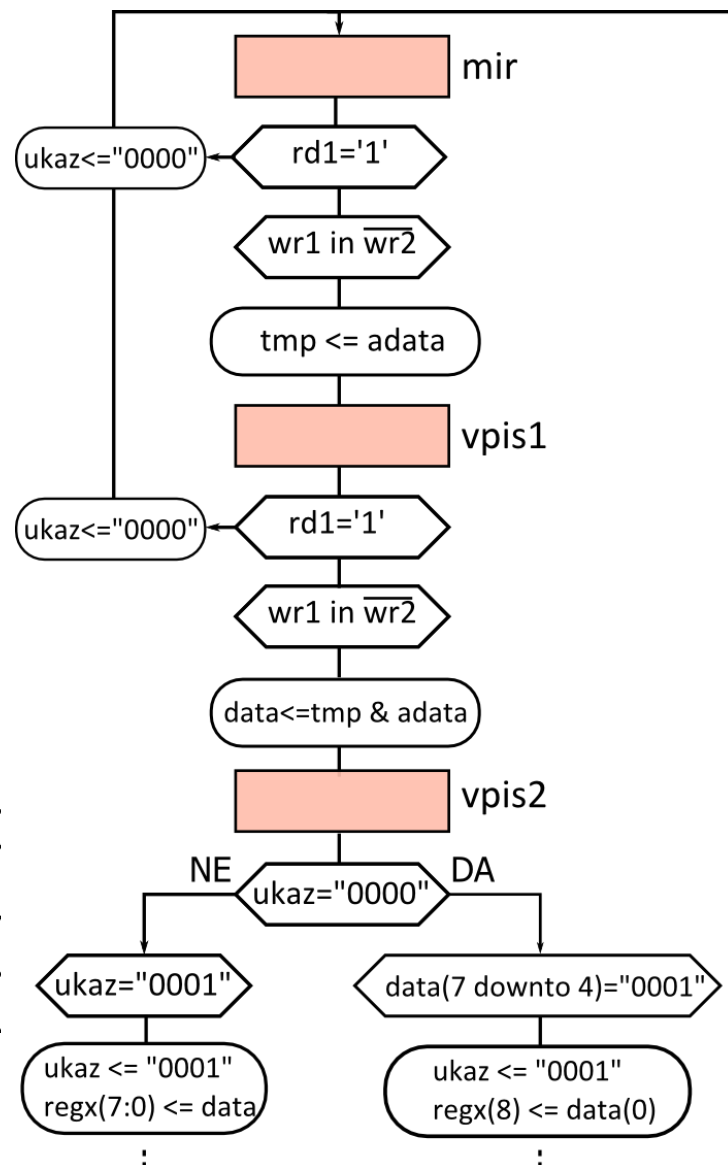 mir
rd1='1'
ukaz<="0000"
wr1 in w̅r̅2̅
tmp <= adata
vpis1
rd1='1'
ukaz<="0000"
wr1 in w̅r̅2̅
data<=tmp & adata
vpis2
NE
ukaz="0000"
DA
ukaz="0001"
data(7 downto 4)="0001"
ukaz <= "0001"
regx(7:0) <= data
ukaz <= "0001"
regx(8) <= data(0)